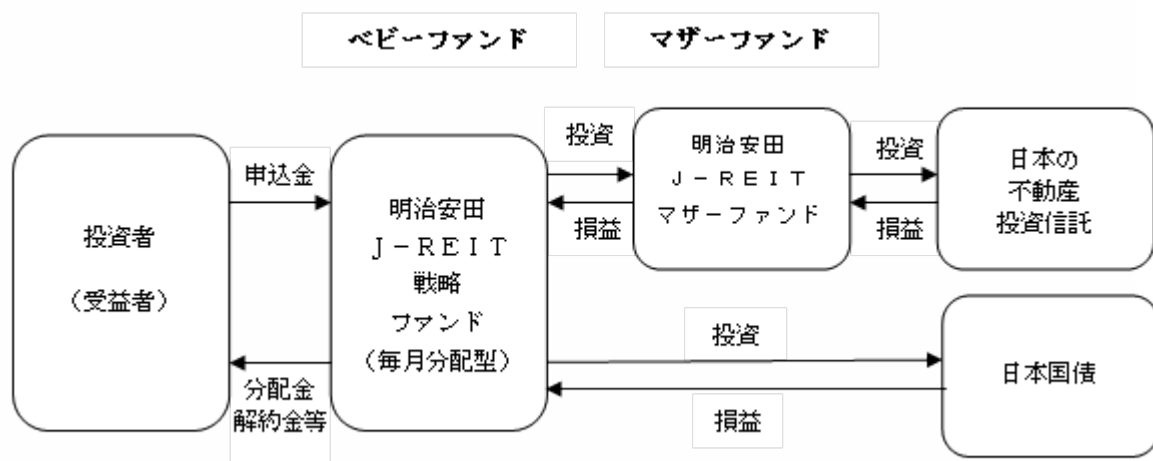 ベビーファンド
マザーファンド
投資者
(受益者)
申込金
分配金
解約金等
明治安田
J-REIT
戦略
ファンド
(毎月分配型)
投資
損益
明治安田
J-REIT
マザーファンド
投資
損益
日本の
不動産
投資信託
投資
損益
日本国債